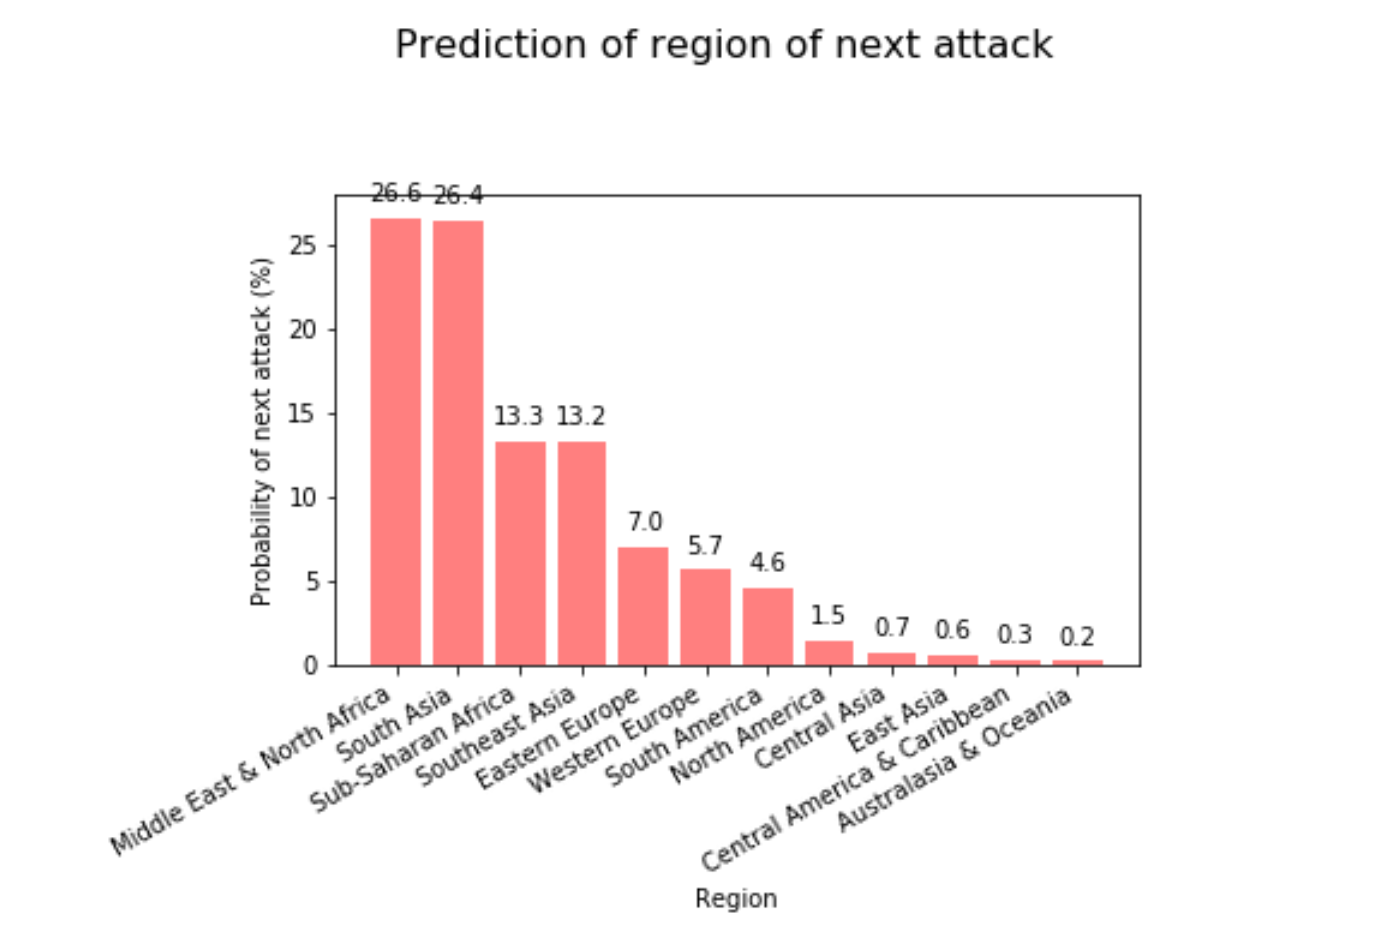 Prediction of region of next attack
26.6
26.4
25
20
15
10
5
0
Probability of next attack (%)
13.3
13.2
7.0
5.7
4.6
1.5
0.7
0.6
0.3
0.2
Middle East & North Africa
South Asia
Sub-Saharan Africa
Southeast Asia
Eastern Europe
Western Europe
South America
North America
Central Asia
East Asia
Central America & Caribbean
Australasia & Oceania
Region